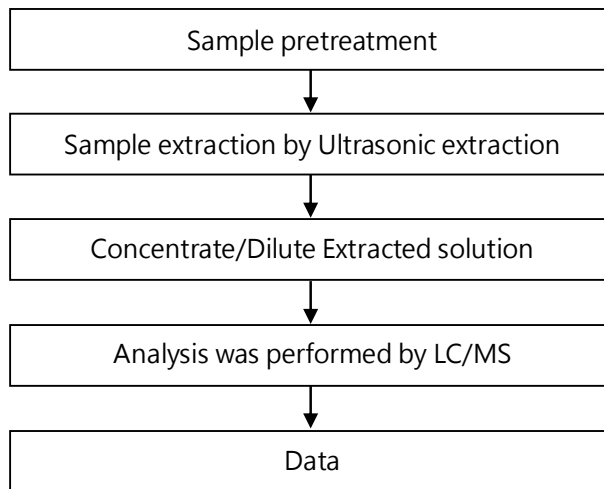 Sample pretreatment
Sample extraction by Ultrasonic extraction
Concentrate/Dilute Extracted solution
Analysis was performed by LC/MS
Data